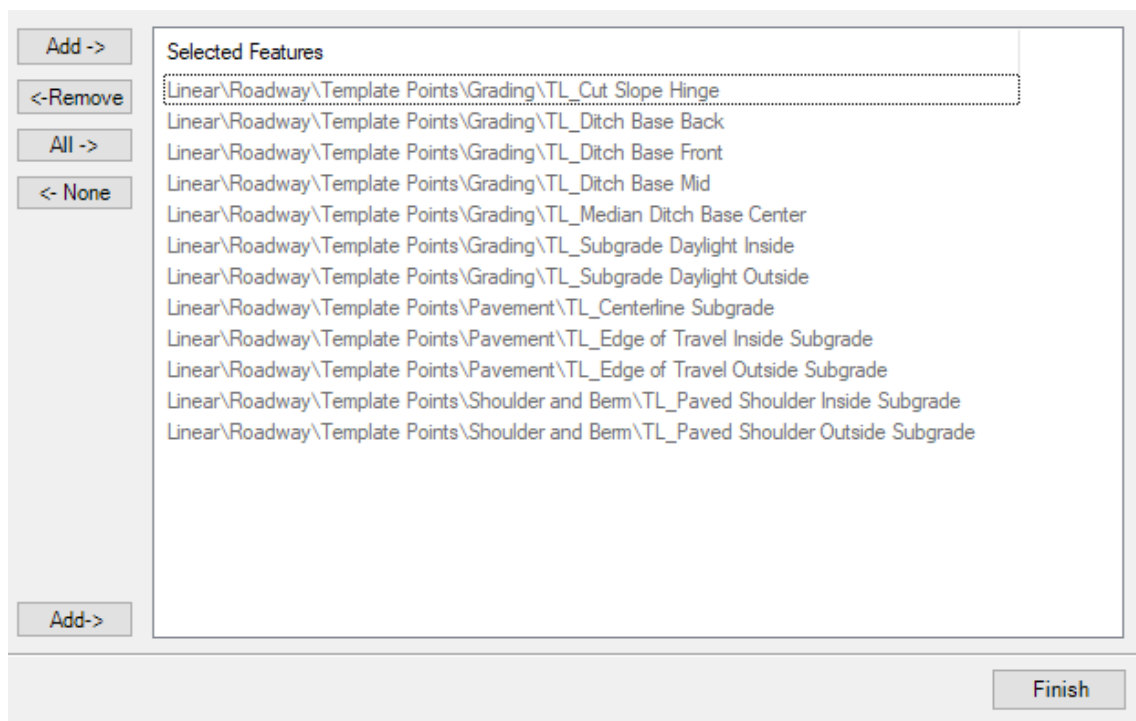 Add ->
<-Remove
All ->
<- None
Selected Features
Linear\Roadway\Template Points\Grading\TL_Cut Slope Hinge
Linear\Roadway\Template Points\Grading\TL_Ditch Base Back
Linear\Roadway\Template Points\Grading\TL_Ditch Base Front
Linear\Roadway\Template Points\Grading\TL_Ditch Base Mid
Linear\Roadway\Template Points\Grading\TL_Median Ditch Base Center
Linear\Roadway\Template Points\Grading\TL_Subgrade Daylight Inside
Linear\Roadway\Template Points\Grading\TL_Subgrade Daylight Outside
Linear\Roadway\Template Points\Pavement\TL_Centerline Subgrade
Linear\Roadway\Template Points\Pavement\TL_Edge of Travel Inside Subgrade
Linear\Roadway\Template Points\Pavement\TL_Edge of Travel Outside Subgrade
Linear\Roadway\Template Points\Shoulder and Berm\TL_Paved Shoulder Inside Subgrade
Linear\Roadway\Template Points\Shoulder and Berm\TL_Paved Shoulder Outside Subgrade
Add->
Finish